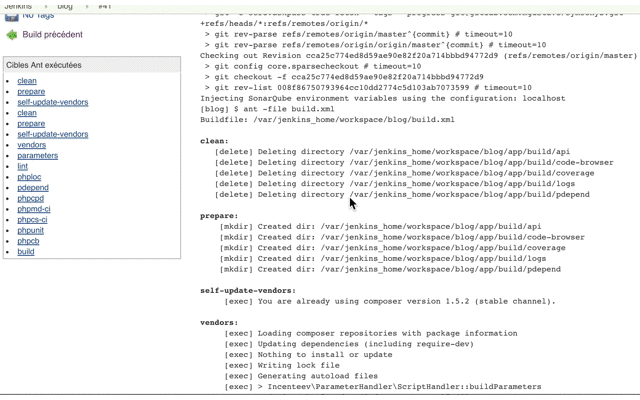 Jenkins
blog
#41
No Tags
Build précédent
Cibles Ant exécutées
clean
prepare
self-update-vendors
clean
prepare
self-update-vendors
vendors
parameters
lint
phploc
pdepend
phpcpd
phpmd-ci
phpcs-ci
phpunit
phpcb
build
+refs/heads/*:refs/remotes/origin/*
> git rev-parse refs/remotes/origin/master^{commit} # timeout=10
> git rev-parse refs/remotes/origin/origin/master^{commit} # timeout=10
Checking out Revision cca25c774ed8d59ae90e82f20a714bbbd94772d9 (refs/remotes/origin/master)
> git config core.sparsecheckout # timeout=10
> git checkout -f cca25c774ed8d59ae90e82f20a714bbbd94772d9
> git rev-list 008f86750793964cc10dd2774c5d103ab7073599 # timeout=10
Injecting SonarQube environment variables using the configuration: localhost
[blog] $ ant -file build.xml
Buildfile: /var/jenkins_home/workspace/blog/build.xml
clean:
[delete] Deleting directory /var/jenkins_home/workspace/blog/app/build/api
[delete] Deleting directory /var/jenkins_home/workspace/blog/app/build/code-browser
[delete] Deleting directory /var/jenkins_home/workspace/blog/app/build/coverage
[delete] Deleting directory /var/jenkins_home/workspace/blog/app/build/logs
[delete] Deleting directory /var/jenkins_home/workspace/blog/app/build/pdepend
prepare:
[mkdir] Created dir: /var/jenkins_home/workspace/blog/app/build/api
[mkdir] Created dir: /var/jenkins_home/workspace/blog/app/build/code-browser
[mkdir] Created dir: /var/jenkins_home/workspace/blog/app/build/coverage
[mkdir] Created dir: /var/jenkins_home/workspace/blog/app/build/logs
[mkdir] Created dir: /var/jenkins_home/workspace/blog/app/build/pdepend
self-update-vendors:
[exec] You are already using composer version 1.5.2 (stable channel).
vendors:
[exec] Loading composer repositories with package information
[exec] Updating dependencies (including require-dev)
[exec] Nothing to install or update
[exec] Writing lock file
[exec] Generating autoload files
[exec] > Incenteev\ParameterHandler\ScriptHandler::buildParameters